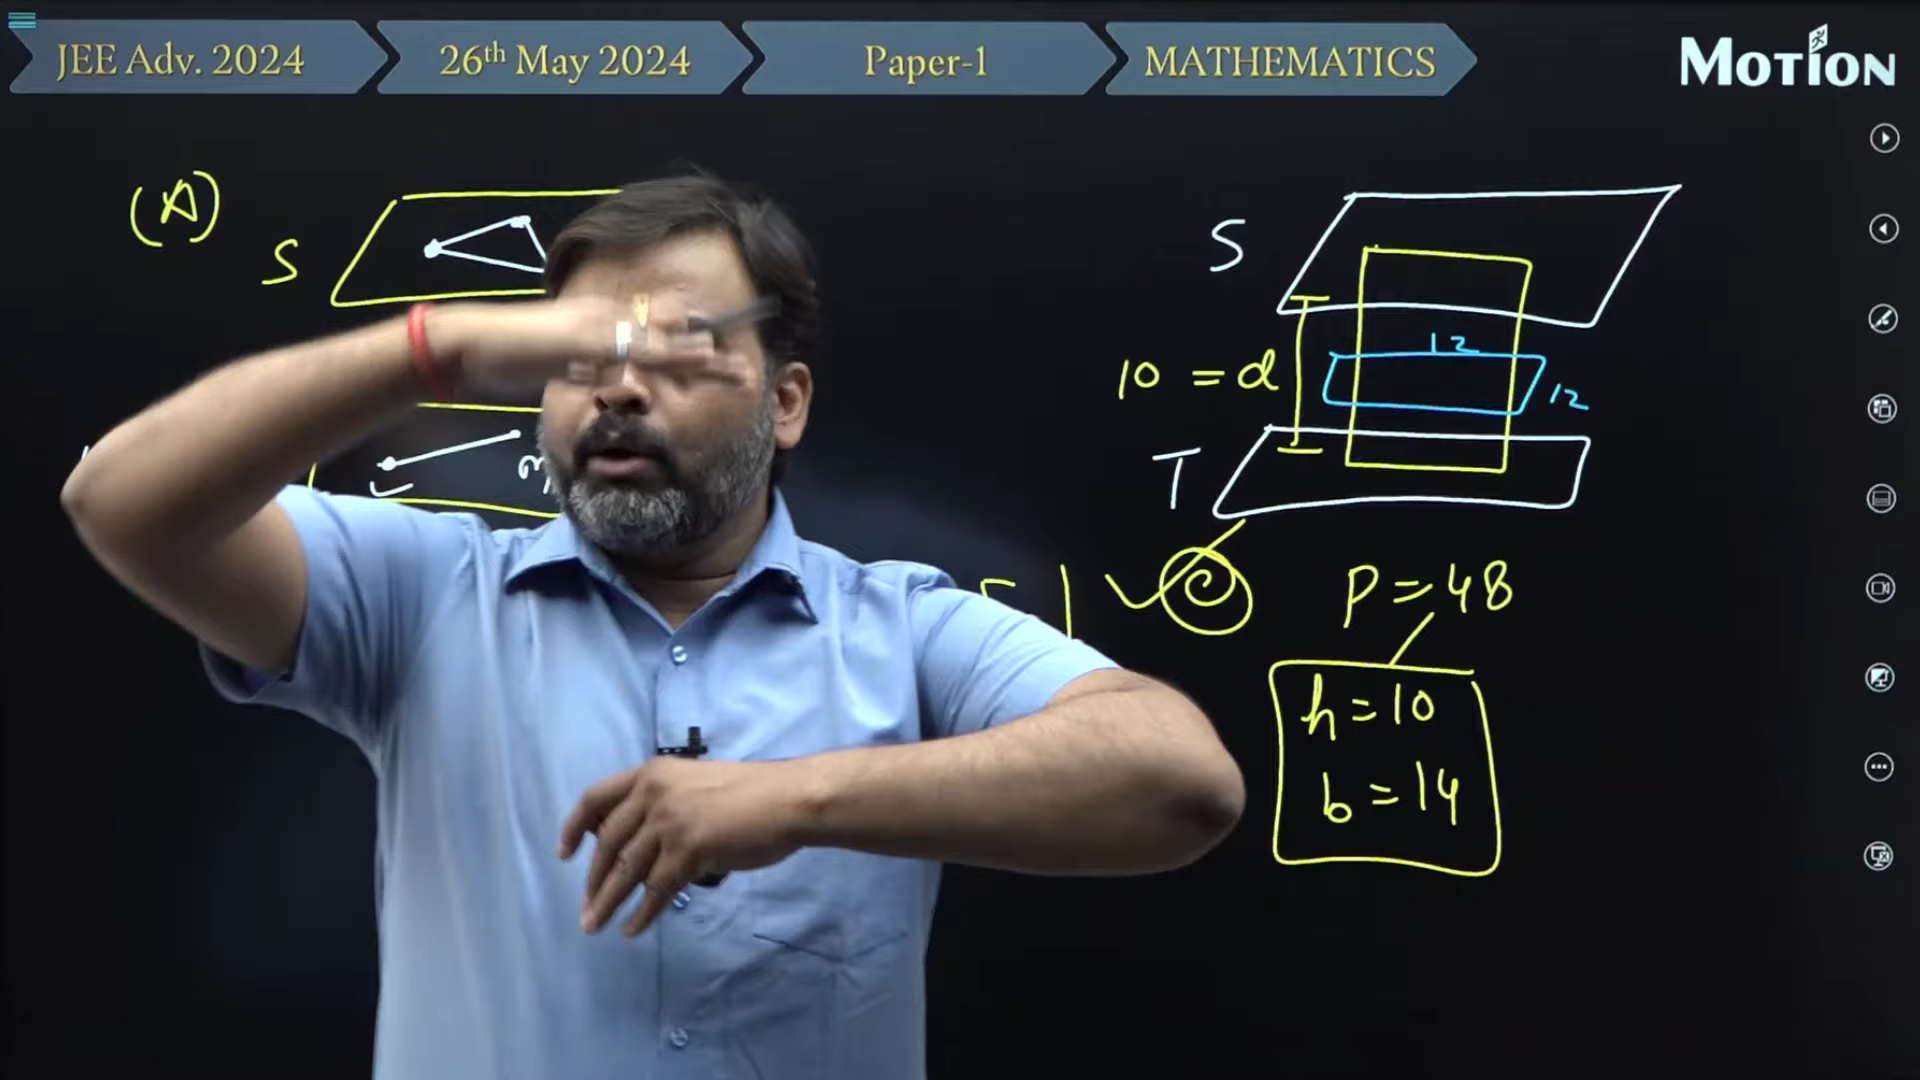 JEE Adv. 2024
26th May 2024
Paper-1
MATHEMATICS
MOTION
(A)
S
S
12
10 = d
12
T
P = 48
h = 10
b = 14